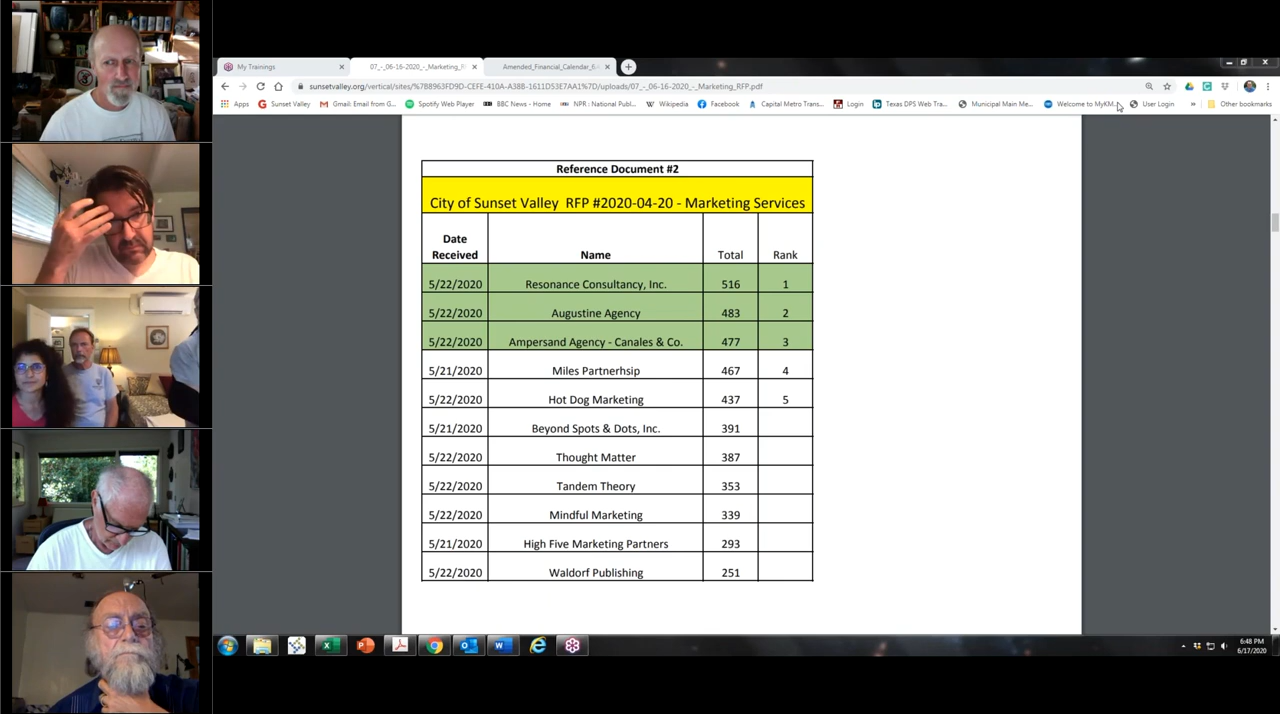 My Trainings
07_-_06-16-2020_-_Marketing_RF
Amended_Financial_Calendar_6-
sunsetvalley.org/vertical/sites/%7B8963FD9D-CEFE-410A-A38B-1611D53E7AA1%7D/uploads/07_-_06-16-2020_-_Marketing_RFP.pdf
Apps Sunset Valley Gmail: Email from G... Spotify Web Player BBC News - Home NPR : National Publ... Wikipedia Facebook Capital Metro Trans... Login Texas DPS Web Tra... Municipal Main Me... Welcome to MyKM... User Login » Other bookmarks
Reference Document #2
City of Sunset Valley RFP #2020-04-20 - Marketing Services
Date Received Name Total Rank
5/22/2020 Resonance Consultancy, Inc. 516 1
5/22/2020 Augustine Agency 483 2
5/22/2020 Ampersand Agency - Canales & Co. 477 3
5/21/2020 Miles Partnerhsip 467 4
5/22/2020 Hot Dog Marketing 437 5
5/21/2020 Beyond Spots & Dots, Inc. 391
5/22/2020 Thought Matter 387
5/22/2020 Tandem Theory 353
5/22/2020 Mindful Marketing 339
5/21/2020 High Five Marketing Partners 293
5/22/2020 Waldorf Publishing 251
6:48 PM
6/17/2020